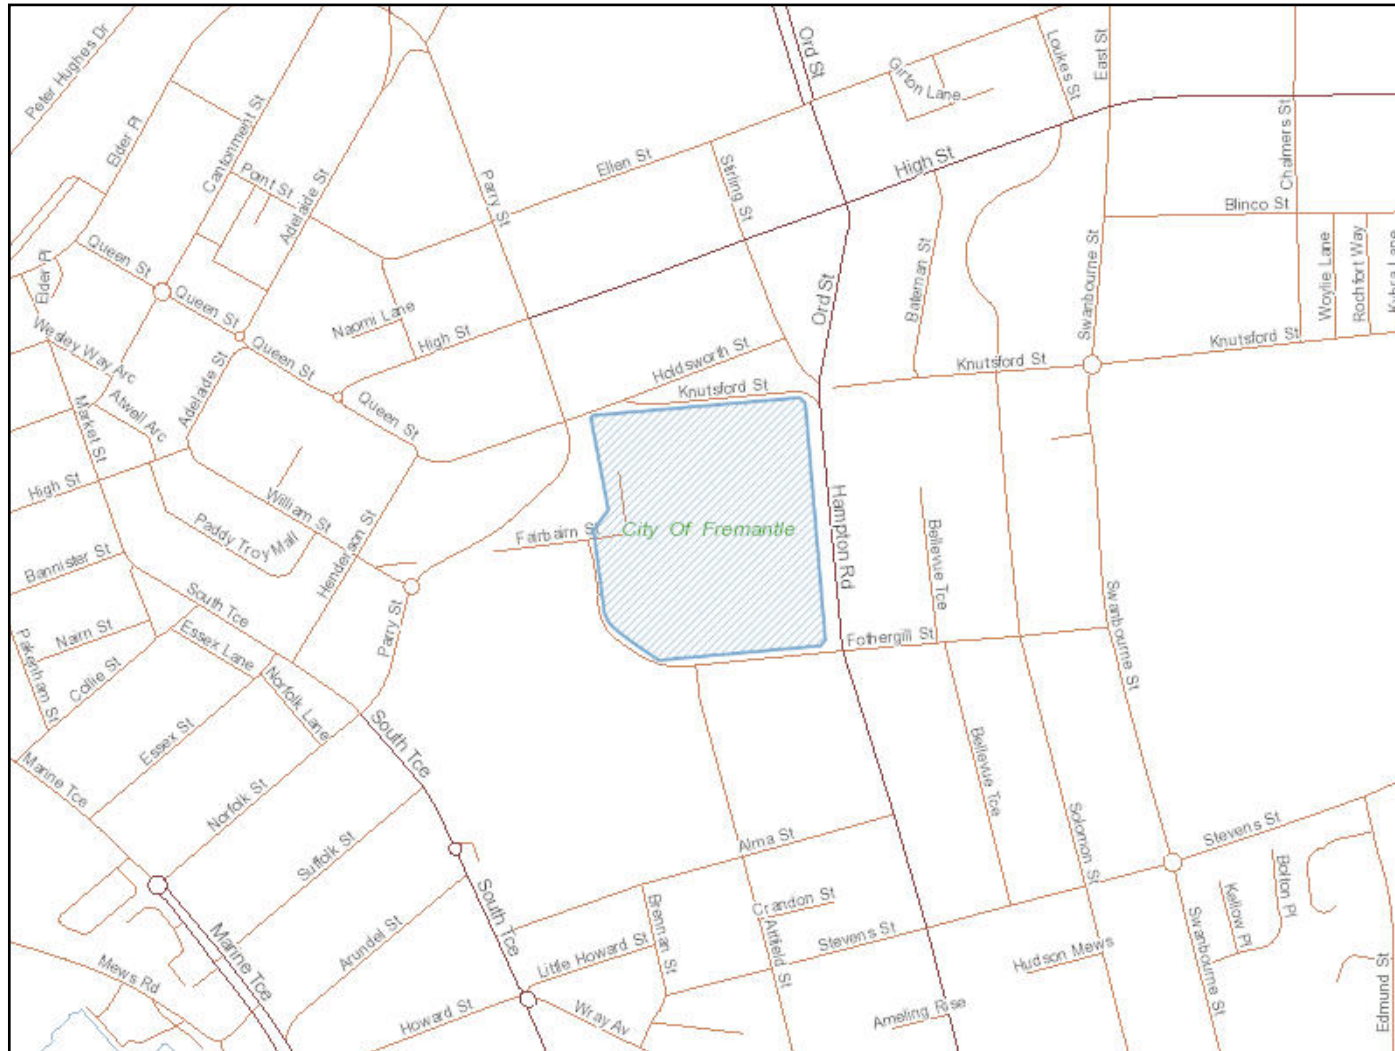 Peter Hughes Dr
Ord St
Girton Lane
Loukes St
East St
Elder Pl
Cantonment St
Point St
Adelaide St
Ellen St
Parry St
Stirling St
High St
Chalmers St
Blinco St
Queen St
Elder Pl
Queen St
Naomi Lane
High St
Queen St
Ord St
Bateman St
Swanbourne St
Woylie Lane
Rochfort Way
Wesley Way Arc
Atwell Arc
Adelaide St
Market St
Queen St
Holdsworth St
Knutsford St
Knutsford St
Knutsford St
High St
William St
Paddy Troy Mall
Henderson St
Fairbairn S
City Of Fremantle
Hampton Rd
Bellevue Tce
Bannister St
South Tce
Nairn St
Essex Lane
Parry St
Pakenham St
Collie St
Norfolk Lane
Fothergill St
Swanbourne St
Essex St
South Tce
Marine Tce
Norfolk St
Suffolk St
Bellevue Tce
Solomon St
Stevens St
Alma St
Crandon St
Brennan St
Attfield St
Stevens St
Kellow Pl
Bolton Pl
Swanbourne St
Arundel St
South Tce
Little Howard St
Hudson Mews
Marine Tce
Mews Rd
Howard St
Wray Av
Ameling Rise
Edmund St